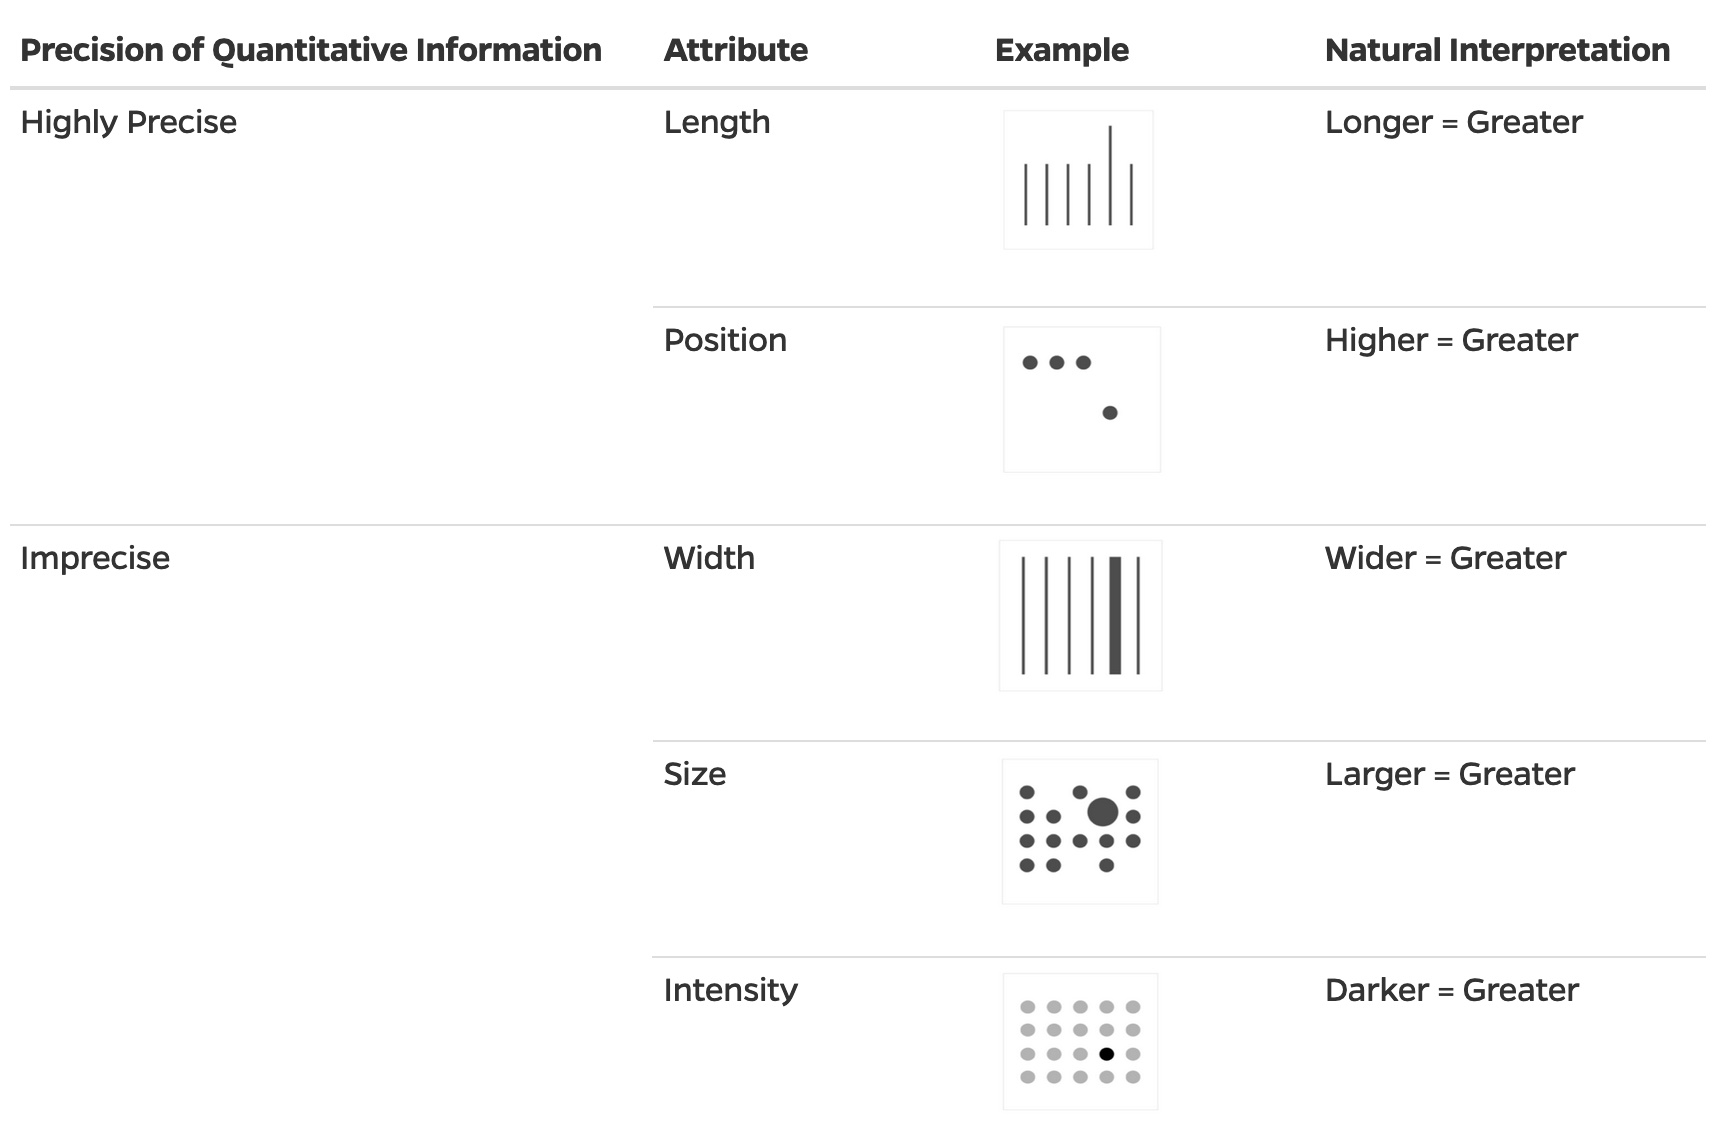 Precision of Quantitative Information Attribute Example Natural Interpretation
Highly Precise Length Longer = Greater
Position Higher = Greater
Imprecise Width Wider = Greater
Size Larger = Greater
Intensity Darker = Greater